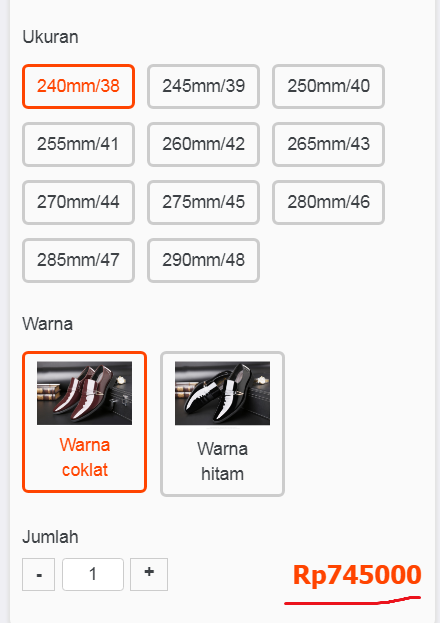 Ukuran
240mm/38 245mm/39 250mm/40
255mm/41 260mm/42 265mm/43
270mm/44 275mm/45 280mm/46
285mm/47 290mm/48
Warna
Warna
coklat
Warna
hitam
Jumlah
- 1 + Rp745000